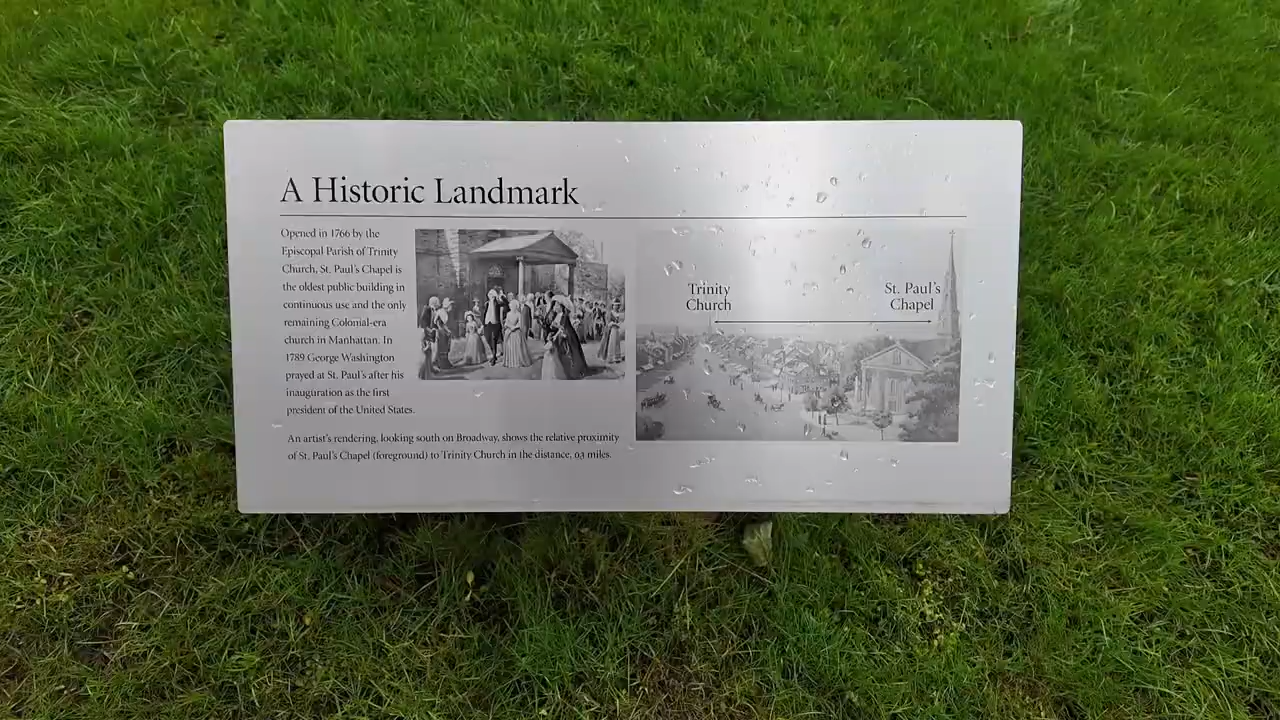 A Historic Landmark
Opened in 1766 by the
Episcopal Parish of Trinity
Church, St. Paul's Chapel is
the oldest public building in
continuous use and the only
remaining Colonial-era
church in Manhattan. In
1789 George Washington
prayed at St. Paul's after his
inauguration as the first
president of the United States.
An artist's rendering, looking south on Broadway, shows the relative proximity
of St. Paul's Chapel (foreground) to Trinity Church in the distance, 0.3 miles.
Trinity
Church
St. Paul's
Chapel